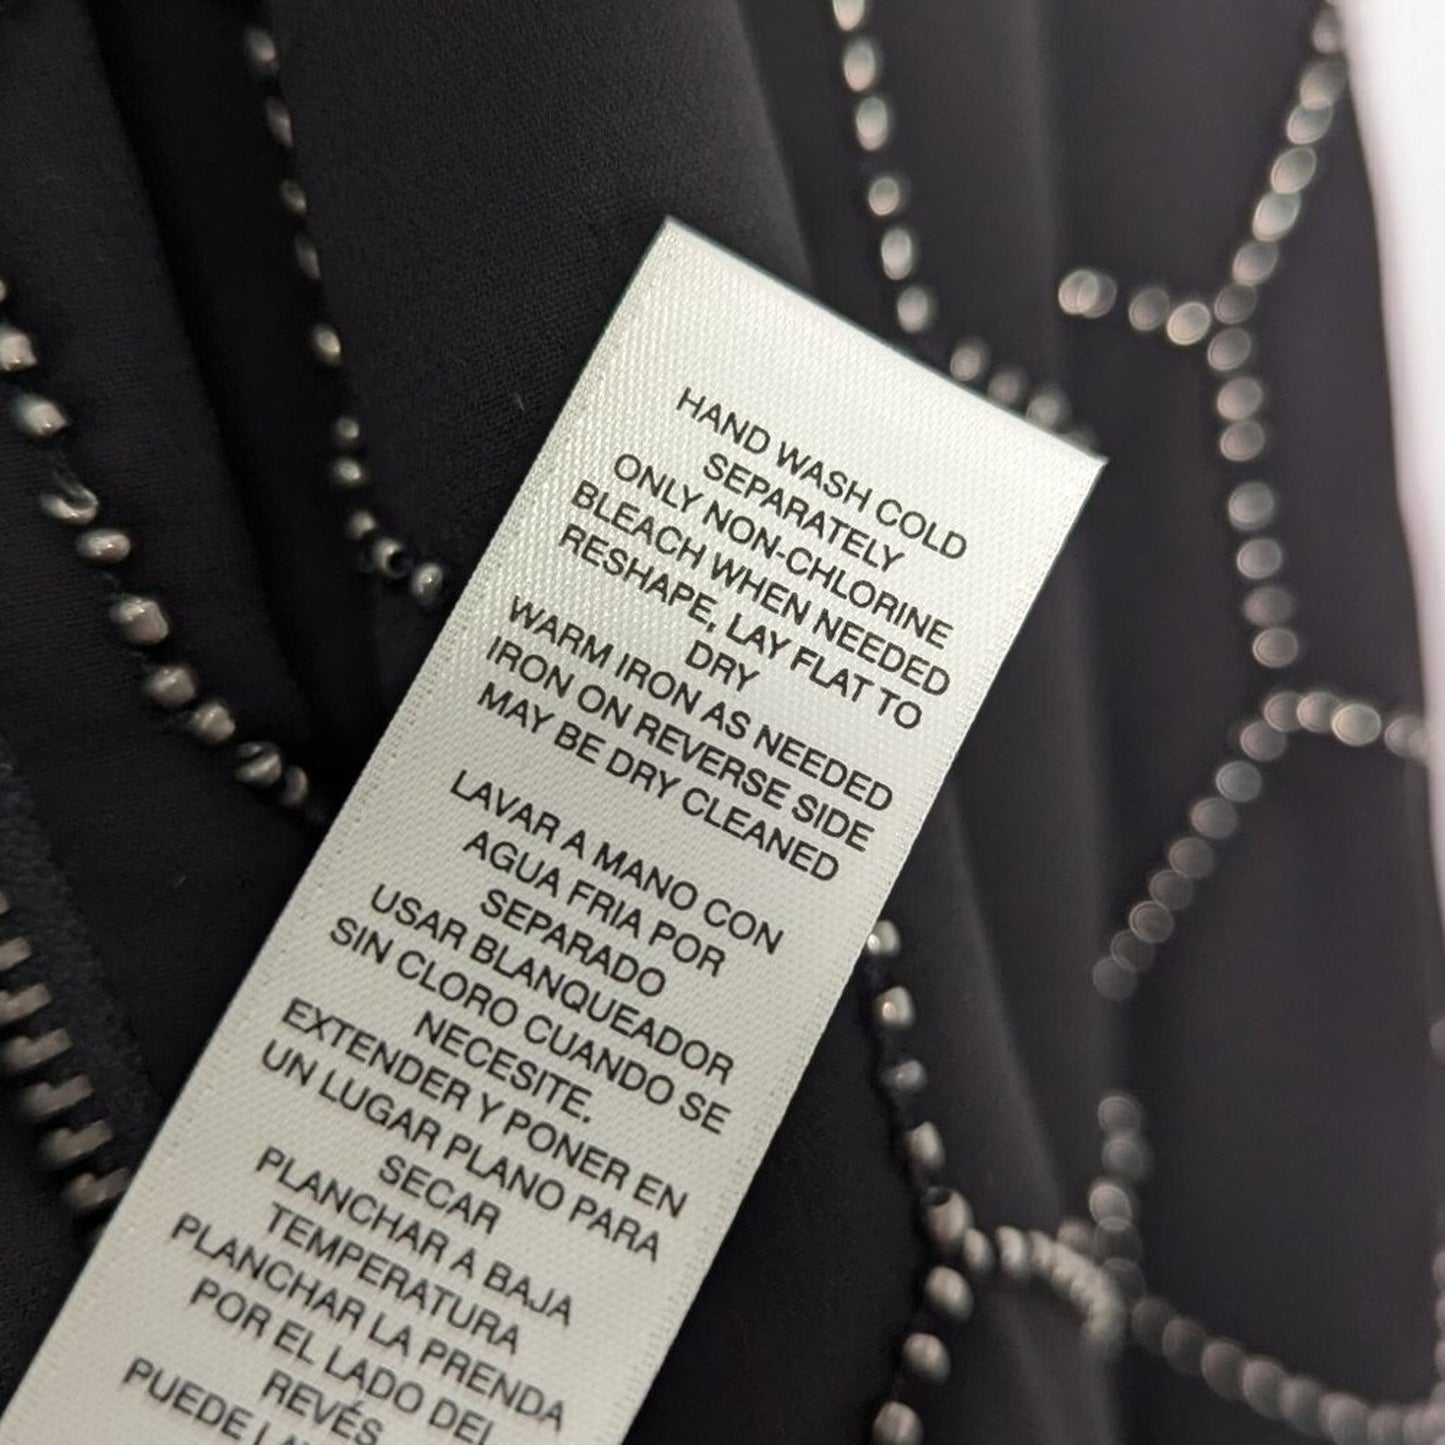 HAND WASH COLD
SEPARATELY
ONLY NON-CHLORINE
BLEACH WHEN NEEDED
RESHAPE, LAY FLAT TO
DRY
WARM IRON AS NEEDED
IRON ON REVERSE SIDE
MAY BE DRY CLEANED
LAVAR A MANO CON
AGUA FRIA POR
SEPARADO
USAR BLANQUEADOR
SIN CLORO CUANDO SE
NECESITE.
EXTENDER Y PONER EN
UN LUGAR PLANO PARA
SECAR
PLANCHAR A BAJA
TEMPERATURA
PLANCHAR LA PRENDA
POR EL LADO DEL
REVÉS
PUEDE